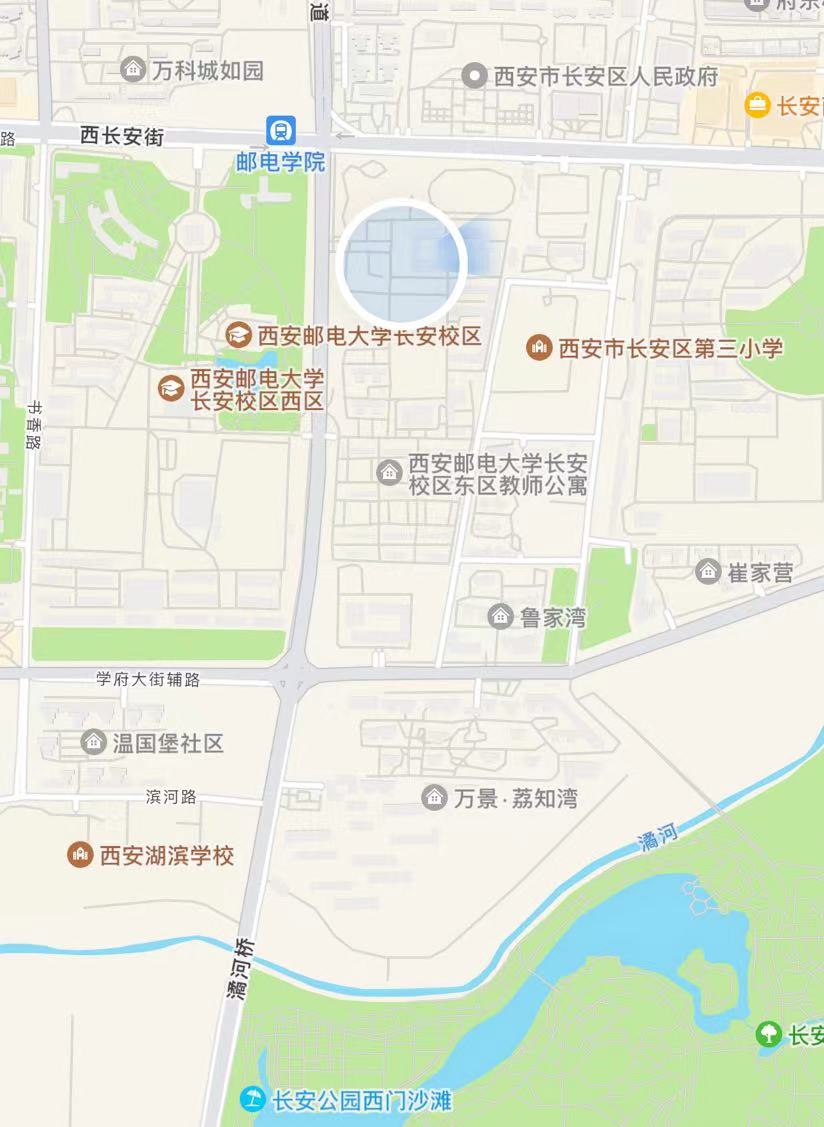 道
万科城如园
西安市长安区人民政府
长安
路
西长安街
邮电学院
西安邮电大学长安校区
西安市长安区第三小学
西安邮电大学
长安校区西区
书香路
西安邮电大学长安
校区东区教师公寓
崔家营
鲁家湾
学府大街辅路
温国堡社区
滨河路
万景·荔知湾
潏河
西安湖滨学校
潏河桥
长安
长安公园西门沙滩